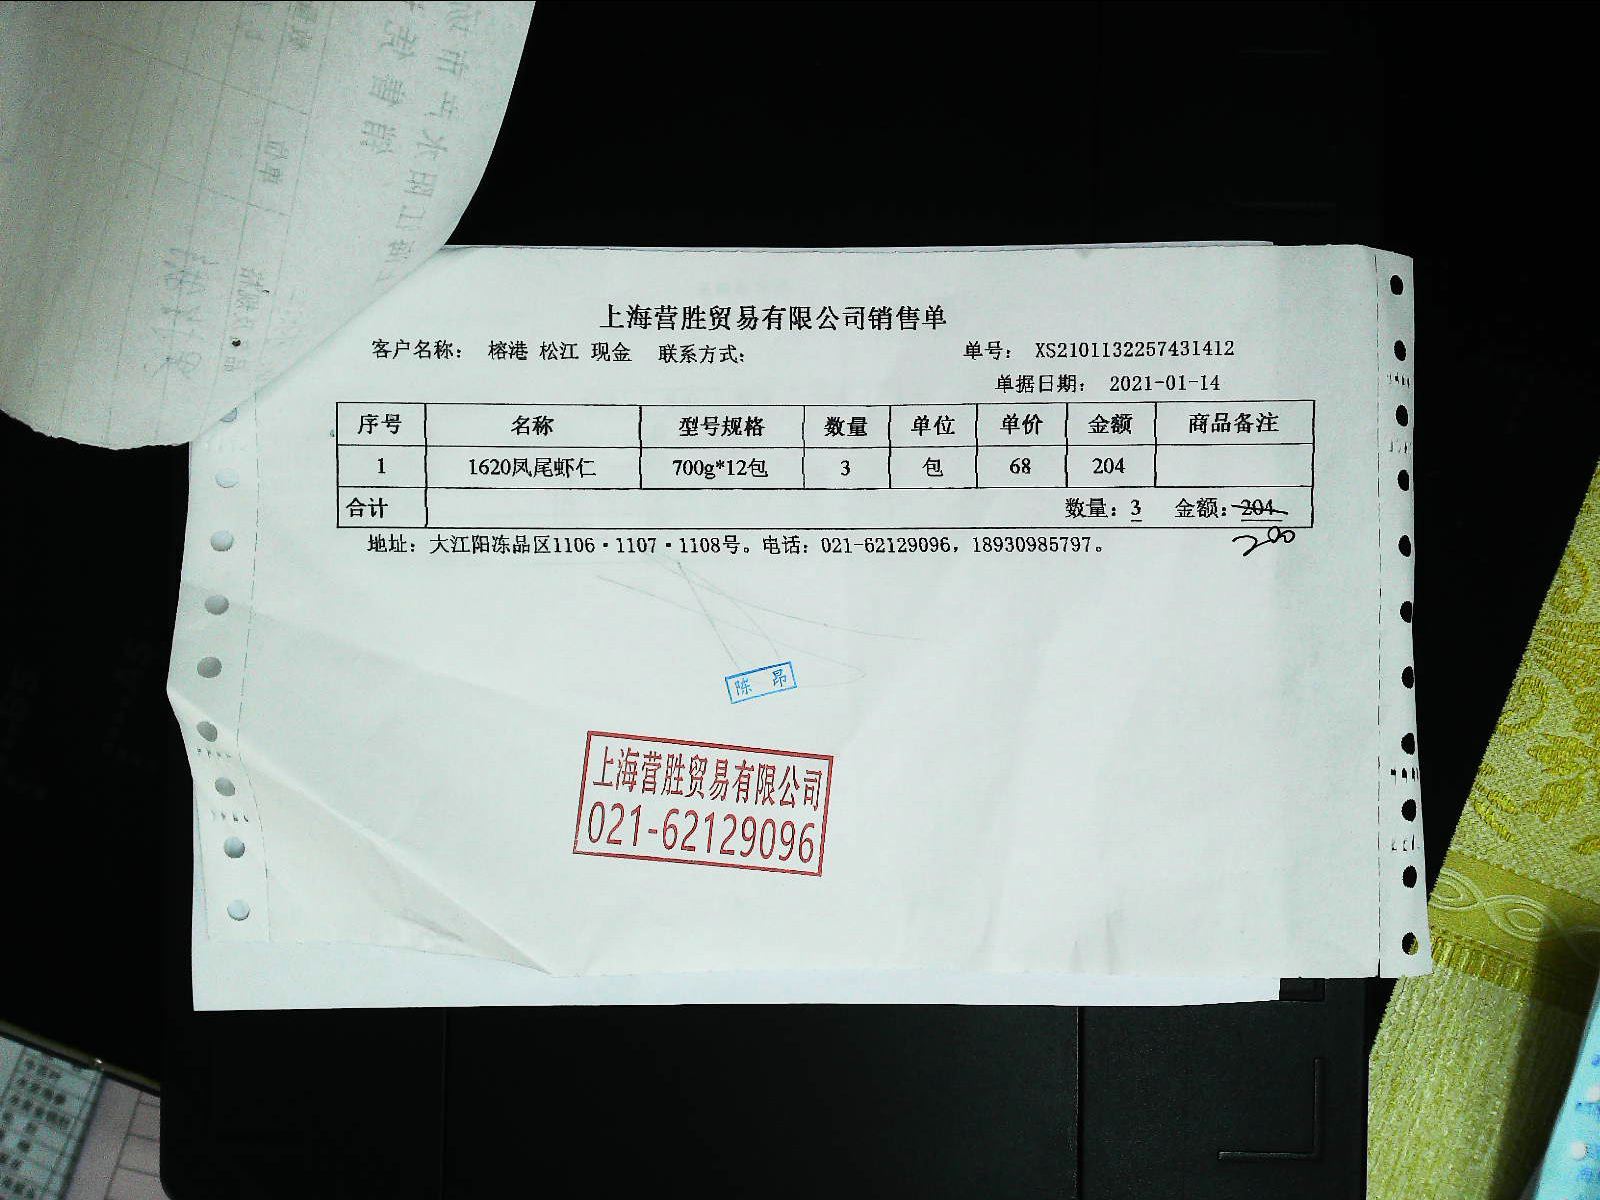 上海营胜贸易有限公司销售单
客户名称： 榕港 松江 现金 联系方式： 单号： XS2101132257431412
单据日期： 2021-01-14
序号 名称 型号规格 数量 单位 单价 金额 商品备注
1 1620凤尾虾仁 700g*12包 3 包 68 204
合计 数量：3 金额：204
200
地址：大江阳冻品区1106·1107·1108号。电话：021-62129096，18930985797。
陈 昂
上海营胜贸易有限公司
021-62129096